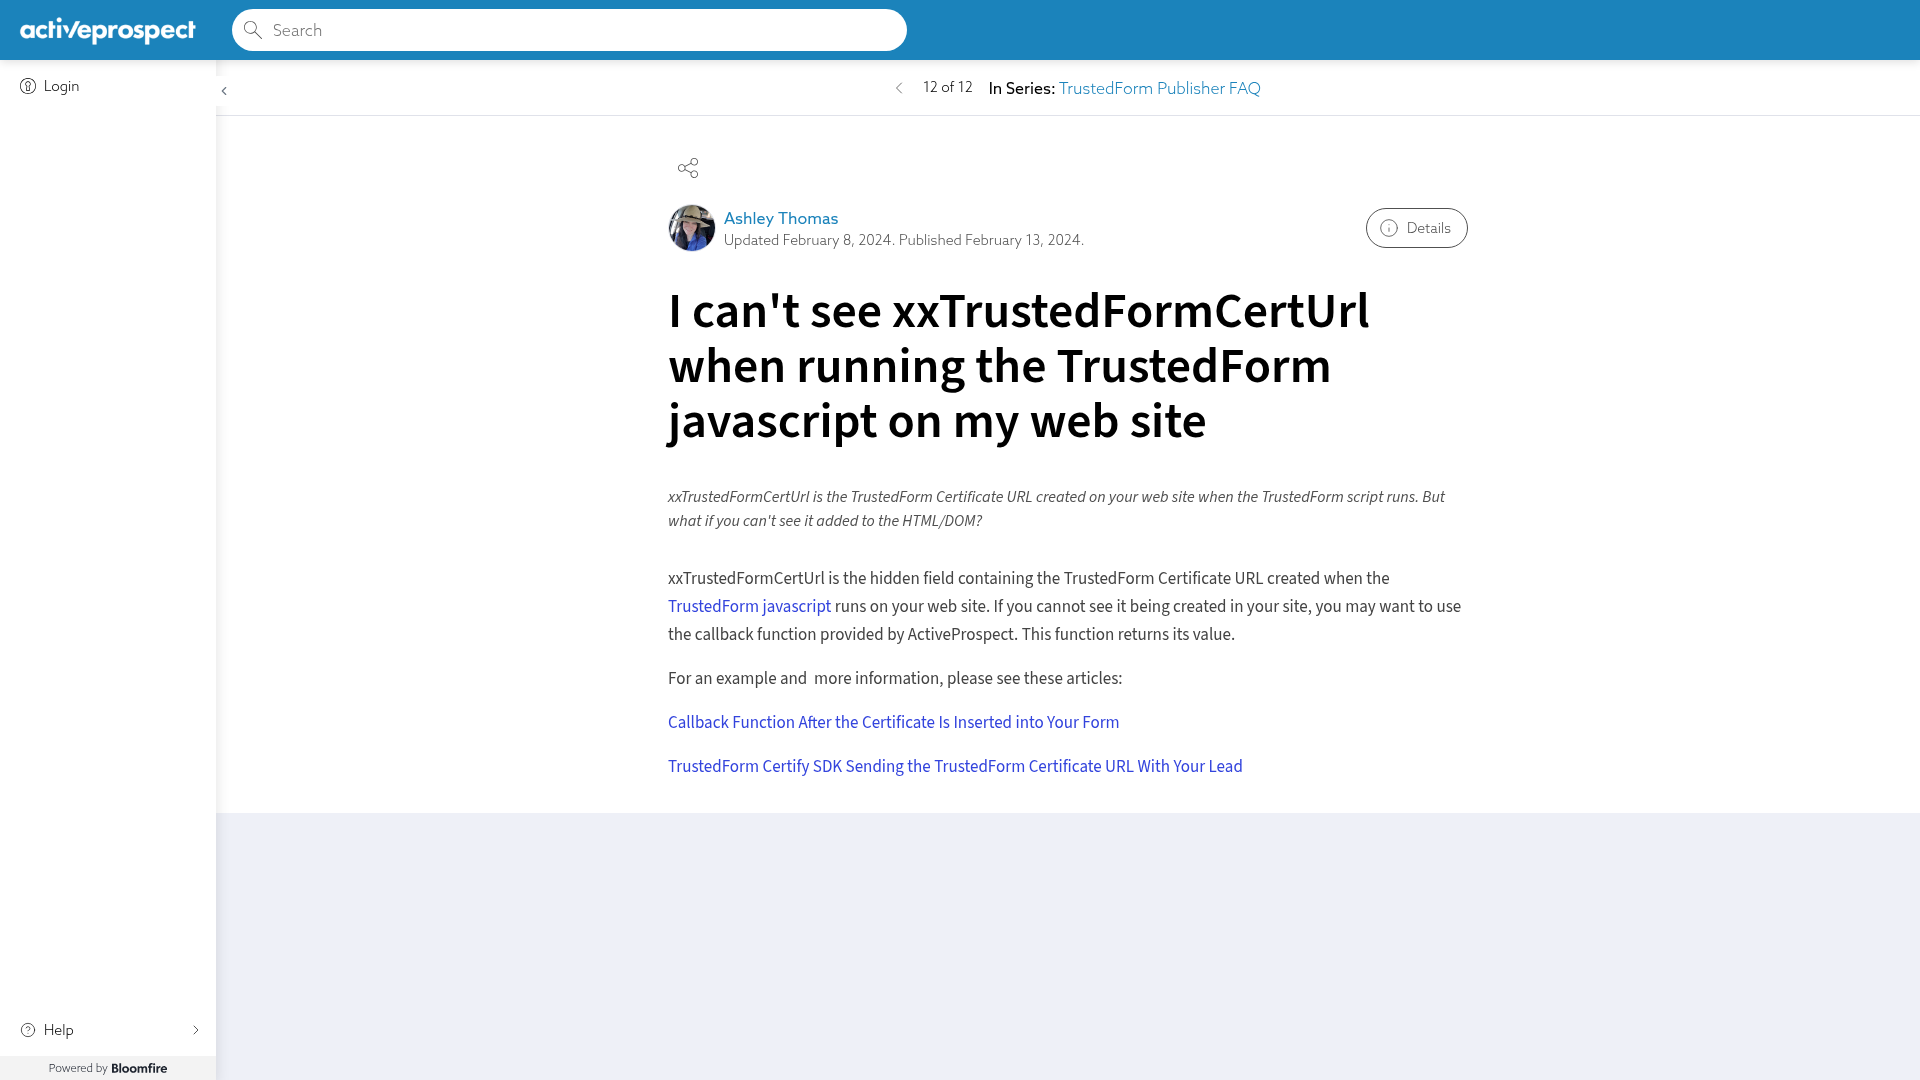 activeprospect
Search
Login
12 of 12 In Series: TrustedForm Publisher FAQ
Ashley Thomas
Updated February 8, 2024. Published February 13, 2024.
Details
I can't see xxTrustedFormCertUrl
when running the TrustedForm
javascript on my web site
xxTrustedFormCertUrl is the TrustedForm Certificate URL created on your web site when the TrustedForm script runs. But
what if you can't see it added to the HTML/DOM?
xxTrustedFormCertUrl is the hidden field containing the TrustedForm Certificate URL created when the
TrustedForm javascript runs on your web site. If you cannot see it being created in your site, you may want to use
the callback function provided by ActiveProspect. This function returns its value.
For an example and  more information, please see these articles:
Callback Function After the Certificate Is Inserted into Your Form
TrustedForm Certify SDK Sending the TrustedForm Certificate URL With Your Lead
Help
Powered by Bloomfire